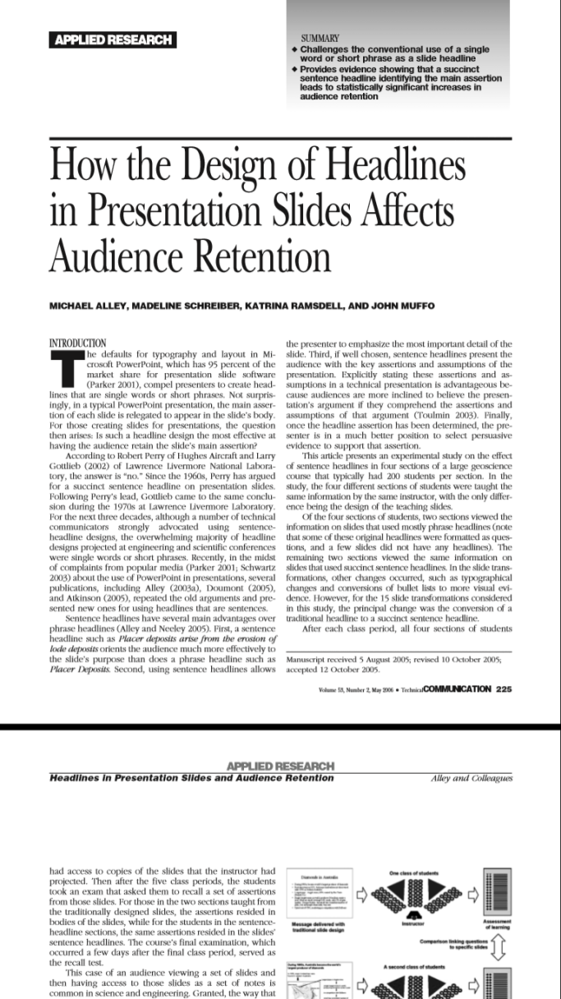 APPLIED RESEARCH
SUMMARY
◆ Challenges the conventional use of a single
word or short phrase as a slide headline
◆ Provides evidence showing that a succinct
sentence headline identifying the main assertion
leads to statistically significant increases in
audience retention
How the Design of Headlines
in Presentation Slides Affects
Audience Retention
MICHAEL ALLEY, MADELINE SCHREIBER, KATRINA RAMSDELL, AND JOHN MUFFO
INTRODUCTION
The defaults for typography and layout in Mi-
crosoft PowerPoint, which has 95 percent of the
market share for presentation slide software
(Parker 2001), compel presenters to create head-
lines that are single words or short phrases. Not surpris-
ingly, in a typical PowerPoint presentation, the main asser-
tion of each slide is relegated to appear in the slide's body.
For those creating slides for presentations, the question
then arises: Is such a headline design the most effective at
having the audience retain the slide's main assertion?
According to Robert Perry of Hughes Aircraft and Larry
Gottlieb (2002) of Lawrence Livermore National Labora-
tory, the answer is "no." Since the 1960s, Perry has argued
for a succinct sentence headline on presentation slides.
Following Perry's lead, Gottlieb came to the same conclu-
sion during the 1970s at Lawrence Livermore Laboratory.
For the next three decades, although a number of technical
communicators strongly advocated using sentence-
headline designs, the overwhelming majority of headline
designs projected at engineering and scientific conferences
were single words or short phrases. Recently, in the midst
of complaints from popular media (Parker 2001; Schwartz
2003) about the use of PowerPoint in presentations, several
publications, including Alley (2003a), Doumont (2005),
and Atkinson (2005), repeated the old arguments and pre-
sented new ones for using headlines that are sentences.
Sentence headlines have several main advantages over
phrase headlines (Alley and Neeley 2005). First, a sentence
headline such as Placer deposits arise from the erosion of
lode deposits orients the audience much more effectively to
the slide's purpose than does a phrase headline such as
Placer Deposits. Second, using sentence headlines allows
the presenter to emphasize the most important detail of the
slide. Third, if well chosen, sentence headlines present the
audience with the key assertions and assumptions of the
presentation. Explicitly stating these assertions and as-
sumptions in a technical presentation is advantageous be-
cause audiences are more inclined to believe the presen-
tation's argument if they comprehend the assertions and
assumptions of that argument (Toulmin 2003). Finally,
once the headline assertion has been determined, the pre-
senter is in a much better position to select persuasive
evidence to support that assertion.
This article presents an experimental study on the effect
of sentence headlines in four sections of a large geoscience
course that typically had 200 students per section. In the
study, the four different sections of students were taught the
same information by the same instructor, with the only differ-
ence being the design of the teaching slides.
Of the four sections of students, two sections viewed the
information on slides that used mostly phrase headlines (note
that some of these original headlines were formatted as ques-
tions, and a few slides did not have any headlines). The
remaining two sections viewed the same information on
slides that used succinct sentence headlines. In the slide trans-
formations, other changes occurred, such as typographical
changes and conversions of bullet lists to more visual evi-
dence. However, for the 15 slide transformations considered
in this study, the principal change was the conversion of a
traditional headline to a succinct sentence headline.
After each class period, all four sections of students
Manuscript received 5 August 2005; revised 10 October 2005;
accepted 12 October 2005.
Volume 53, Number 2, May 2006 • TechnicalCOMMUNICATION 225
APPLIED RESEARCH
Headlines in Presentation Slides and Audience Retention
Alley and Colleagues
had access to copies of the slides that the instructor had
projected. Then after the five class periods, the students
took an exam that asked them to recall a set of assertions
from those slides. For those in the two sections taught from
the traditionally designed slides, the assertions resided in
bodies of the slides, while for the students in the sentence-
headline sections, the same assertions resided in the slides'
sentence headlines. The course's final examination, which
occurred a few days after the final class period, served as
the recall test.
This case of an audience viewing a set of slides and
then having access to those slides as a set of notes is
common in science and engineering. Granted, the way that
Diamonds in Australia
One class of students
Message delivered with
traditional slide design
Instructor
Assessment
of learning
Comparison linking questions
to specific slides
A second class of students